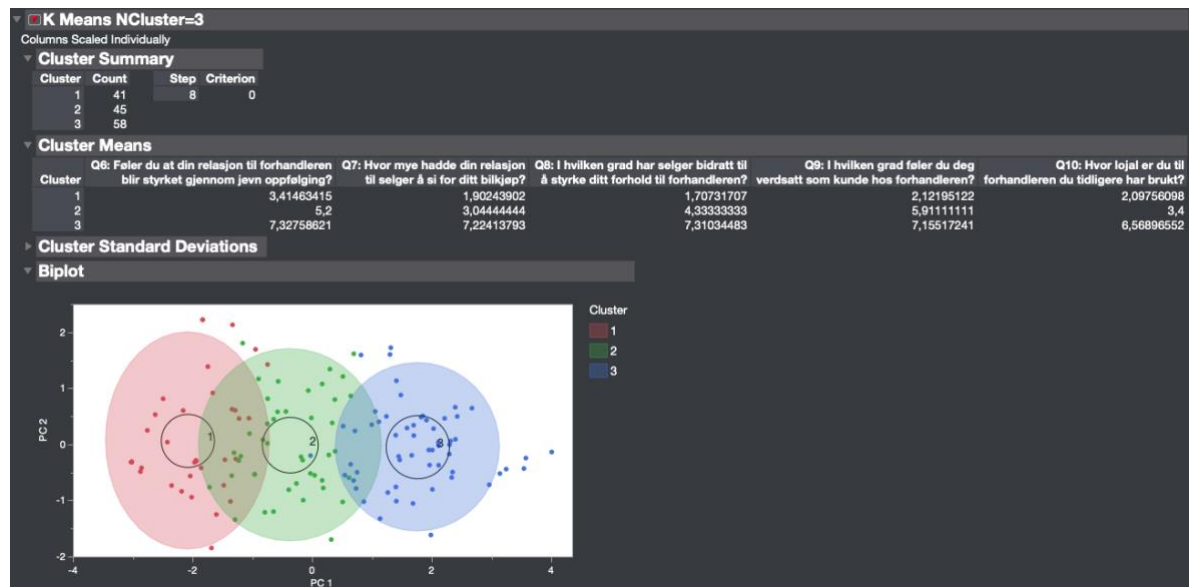 K Means NCluster=3
Columns Scaled Individually
Cluster Summary
Cluster Count Step Criterion
1 41 8 0
2 45
3 58
Cluster Means
Q6: Føler du at din relasjon til forhandleren Q7: Hvor mye hadde din relasjon Q8: I hvilken grad har selger bidratt til Q9: I hvilken grad føler du deg Q10: Hvor lojal er du til
Cluster blir styrket gjennom jevn oppfølging? til selger å si for ditt bilkjøp? å styrke ditt forhold til forhandleren? verdsatt som kunde hos forhandleren? forhandleren du tidligere har brukt?
1 3,41463415 1,90243902 1,70731707 2,12195122 2,09756098
2 5,2 3,04444444 4,33333333 5,91111111 3,4
3 7,32758621 7,22413793 7,31034483 7,15517241 6,56896552
Cluster Standard Deviations
Biplot
Cluster
1
2
3
2
1
0
-1
-2
PC 2
1 2 3
-4 -2 0 2 4
PC 1